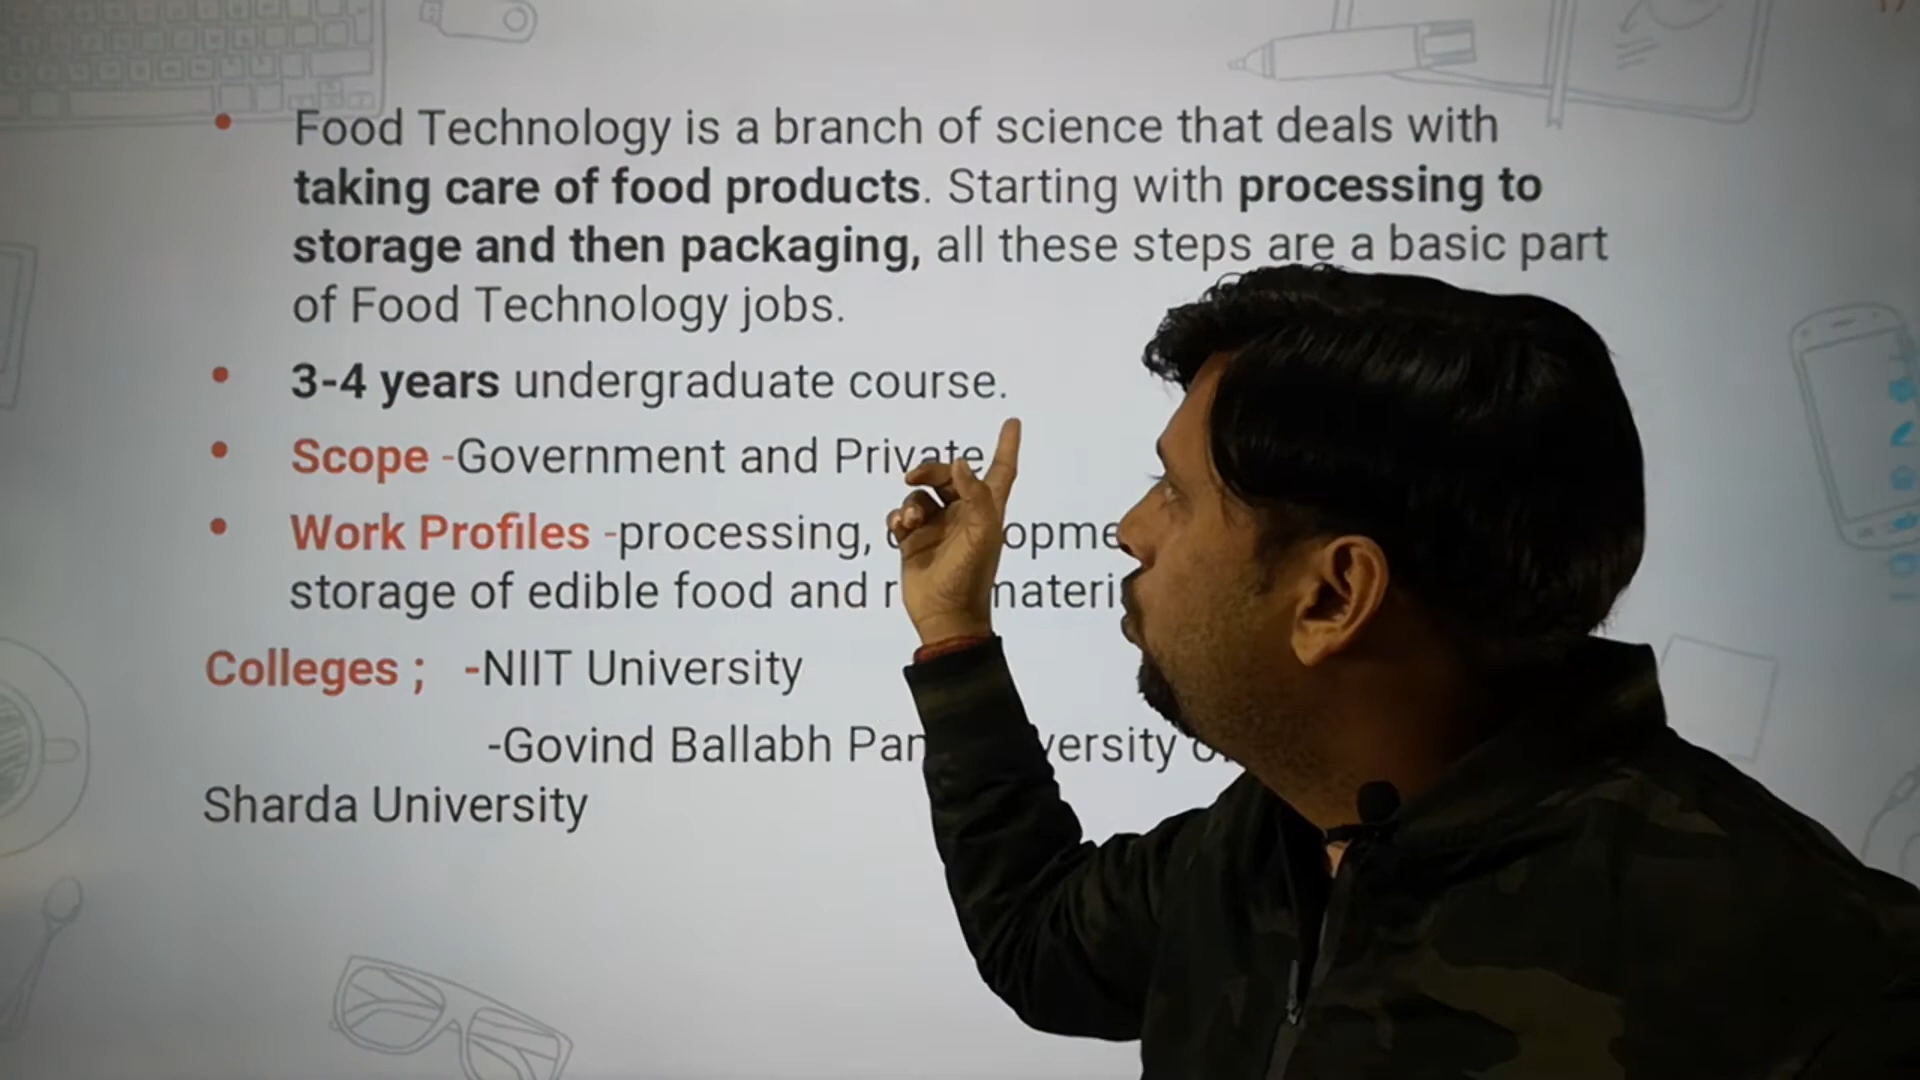 • Food Technology is a branch of science that deals with
taking care of food products. Starting with processing to
storage and then packaging, all these steps are a basic part
of Food Technology jobs.
• 3-4 years undergraduate course.
• Scope -Government and Private
• Work Profiles -processing,
storage of edible food and
Colleges ; -NIIT University
-Govind Ballabh
Sharda University